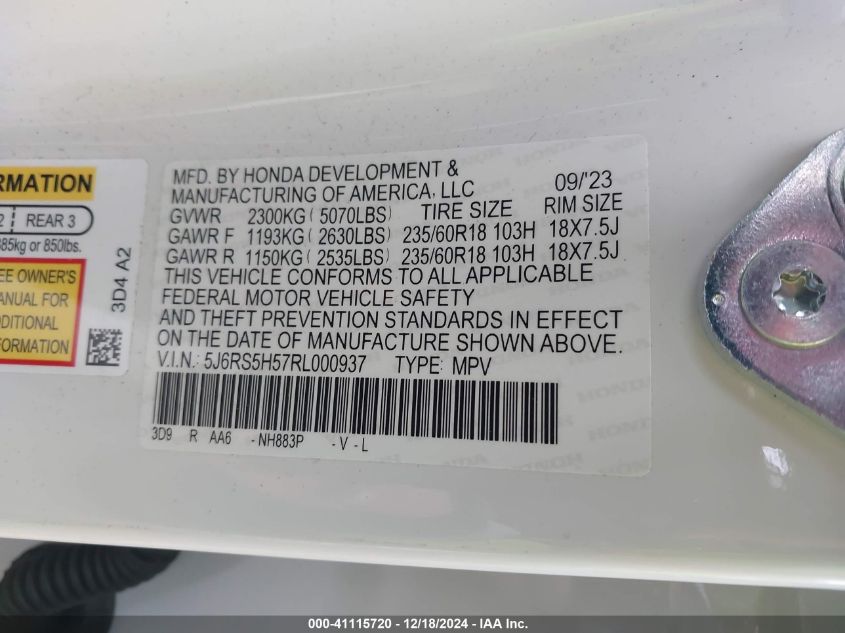 RMATION
2 REAR 3
385kg or 850lbs.
EE OWNER'S
ANUAL FOR
DDITIONAL
FORMATION
3D4 A2
MFD. BY HONDA DEVELOPMENT &
MANUFACTURING OF AMERICA, LLC 09/'23
GVWR 2300KG ( 5070LBS) TIRE SIZE RIM SIZE
GAWR F 1193KG ( 2630LBS) 235/60R18 103H 18X7.5J
GAWR R 1150KG ( 2535LBS) 235/60R18 103H 18X7.5J
THIS VEHICLE CONFORMS TO ALL APPLICABLE
FEDERAL MOTOR VEHICLE SAFETY
AND THEFT PREVENTION STANDARDS IN EFFECT
ON THE DATE OF MANUFACTURE SHOWN ABOVE.
V.I.N.: 5J6RS5H57RL000937 TYPE: MPV
3D9 R AA6 -NH883P -V-L
000-41115720 - 12/18/2024 - IAA Inc.